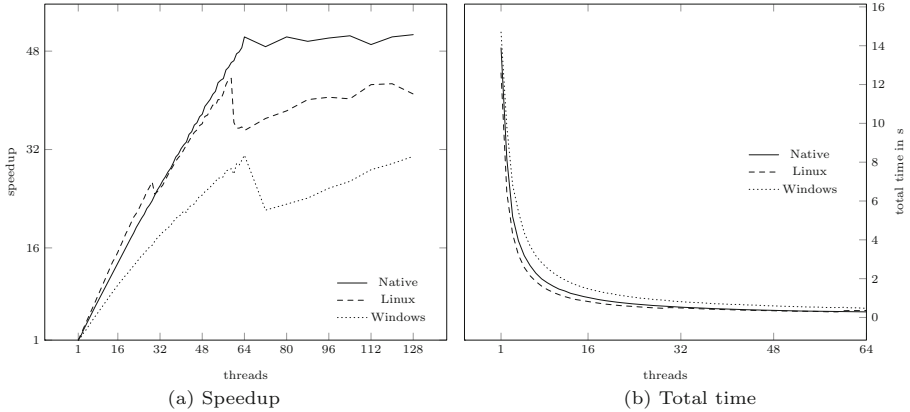 48
32
16
1
speedup
Native
Linux
Windows
1 16 32 48 64 80 96 112 128
threads
(a) Speedup
16
14
12
10
8
6
4
2
0
total time in s
Native
Linux
Windows
1 16 32 48 64
threads
(b) Total time